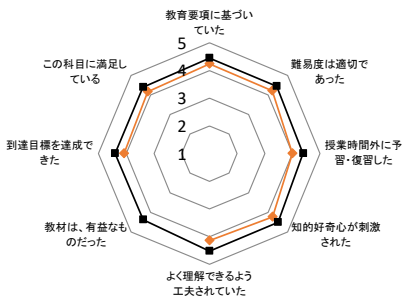 教育要項に基づい
ていた
難易度は適切で
あった
授業時間外に予
習・復習した
知的好奇心が刺激
された
よく理解できるよう
工夫されていた
教材は、有益なも
のだった
到達目標を達成で
きた
この科目に満足し
ている
5
4
3
2
1